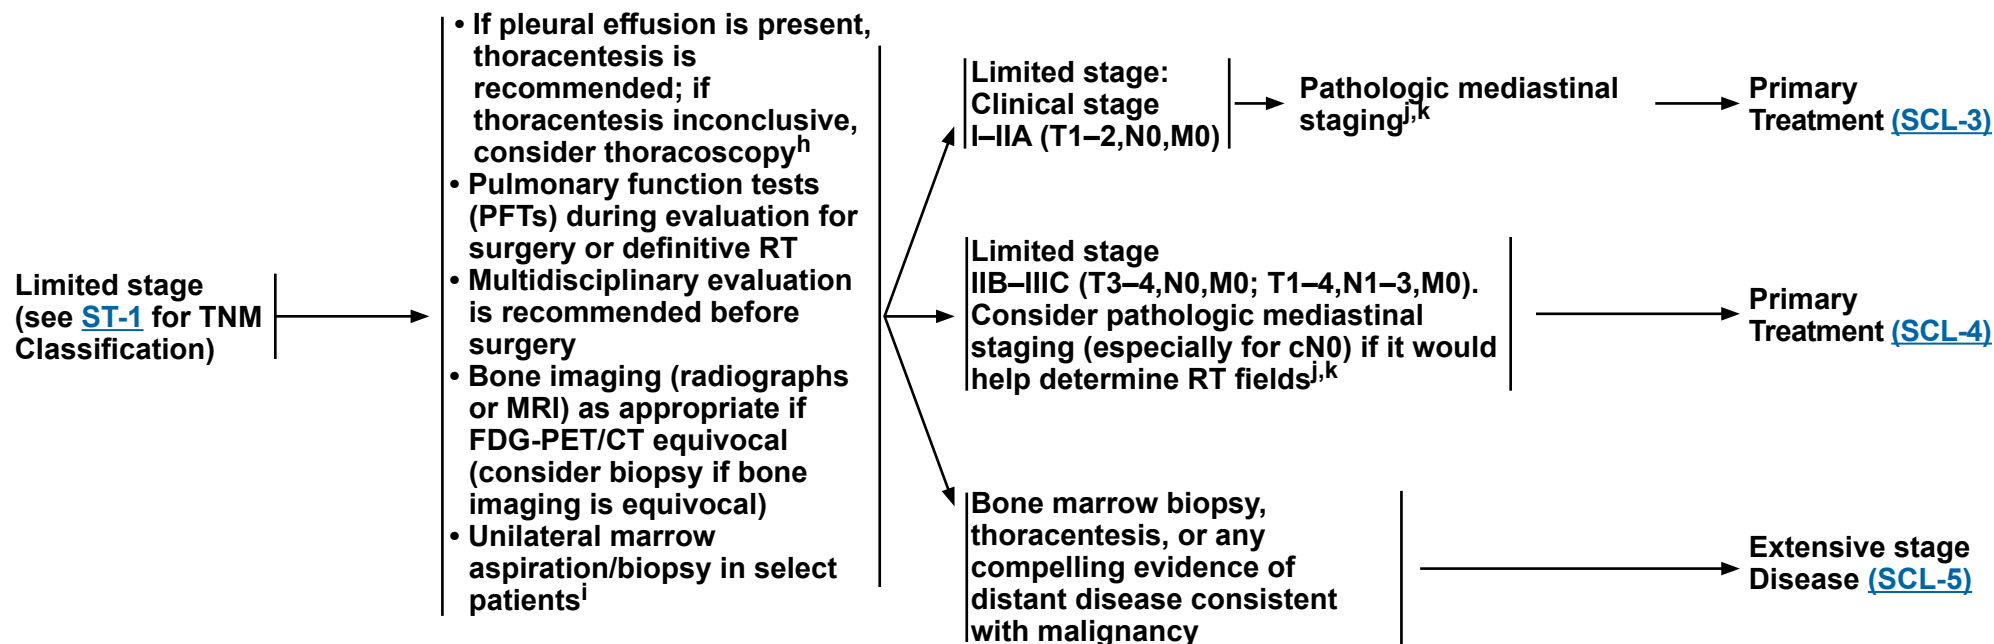 Limited stage
(see ST-1 for TNM
Classification)
• If pleural effusion is present,
thoracentesis is
recommended; if
thoracentesis inconclusive,
consider thoracoscopyh
• Pulmonary function tests
(PFTs) during evaluation for
surgery or definitive RT
• Multidisciplinary evaluation
is recommended before
surgery
• Bone imaging (radiographs
or MRI) as appropriate if
FDG-PET/CT equivocal
(consider biopsy if bone
imaging is equivocal)
• Unilateral marrow
aspiration/biopsy in select
patientsi
Limited stage:
Clinical stage
I–IIA (T1–2,N0,M0)
Pathologic mediastinal
stagingj,k
Primary
Treatment (SCL-3)
Limited stage
IIB–IIIC (T3–4,N0,M0; T1–4,N1–3,M0).
Consider pathologic mediastinal
staging (especially for cN0) if it would
help determine RT fieldsj,k
Primary
Treatment (SCL-4)
Bone marrow biopsy,
thoracentesis, or any
compelling evidence of
distant disease consistent
with malignancy
Extensive stage
Disease (SCL-5)